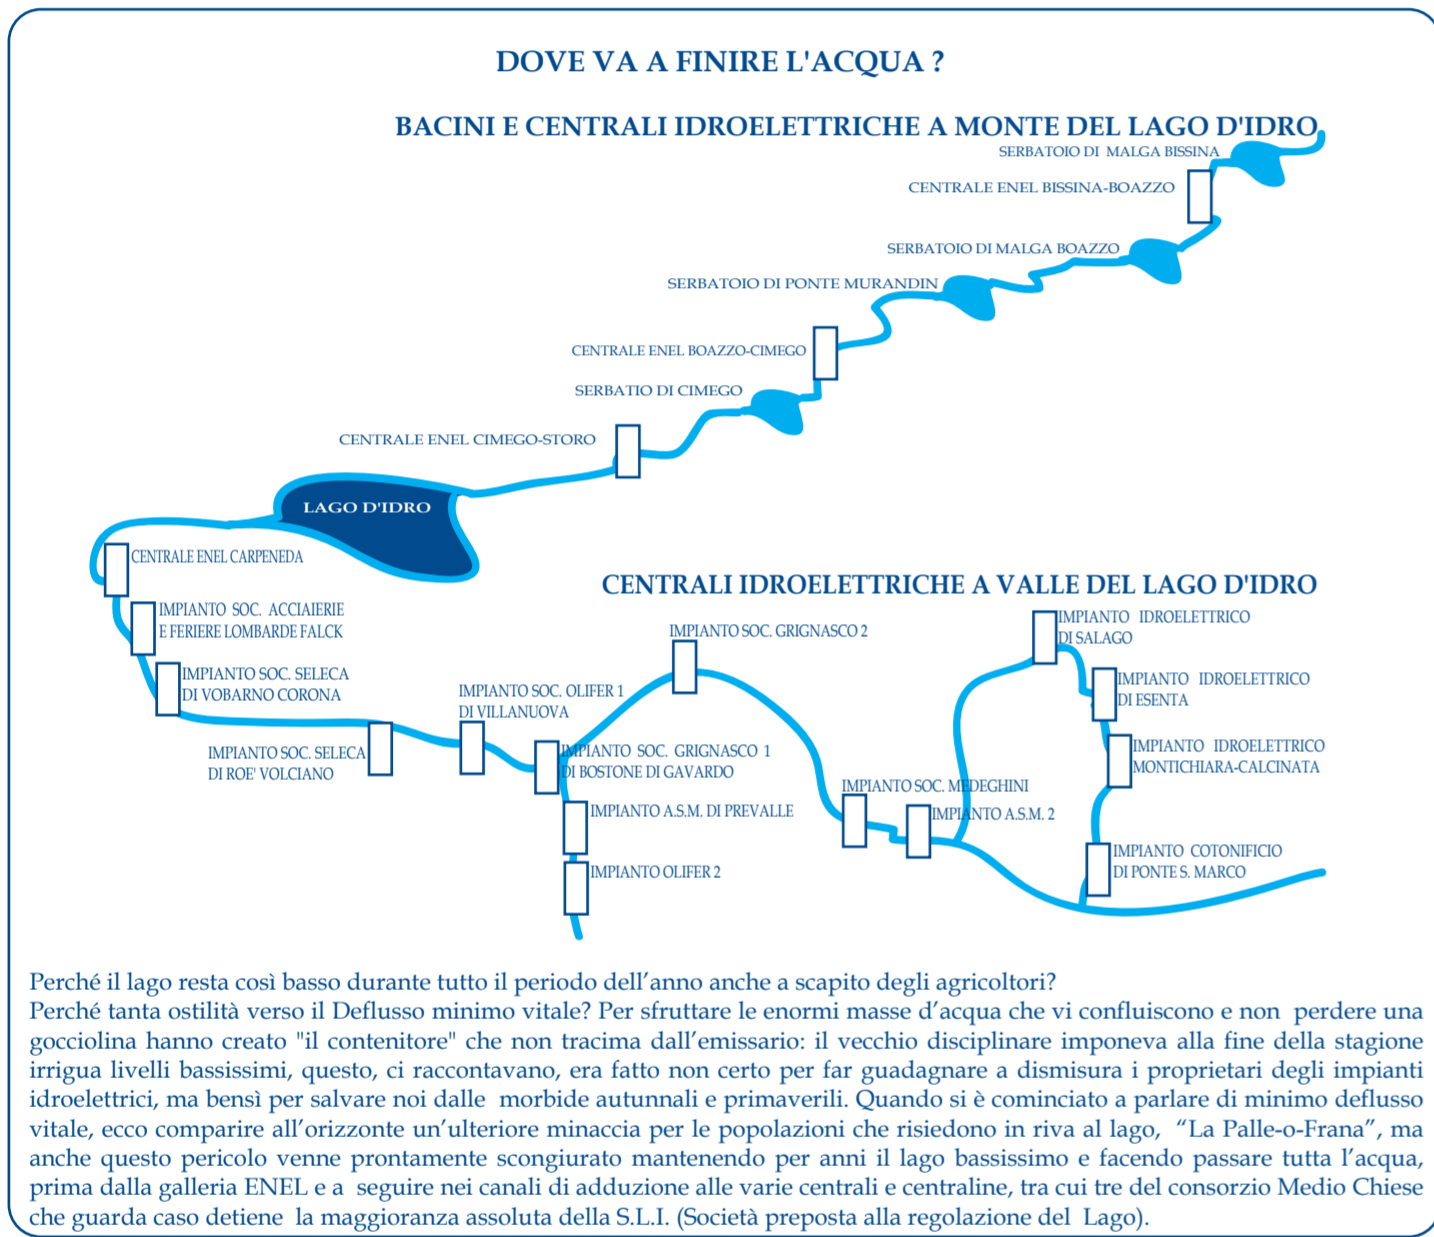 DOVE VA A FINIRE L'ACQUA ?
BACINI E CENTRALI IDROELETTRICHE A MONTE DEL LAGO D'IDRO
SERBATOIO DI MALGA BISSINA
CENTRALE ENEL BISSINA-BOAZZO
SERBATOIO DI MALGA BOAZZO
SERBATOIO DI PONTE MURANDIN
CENTRALE ENEL BOAZZO-CIMEGO
SERBATIO DI CIMEGO
CENTRALE ENEL CIMEGO-STORO
LAGO D'IDRO
CENTRALE ENEL CARPENEDA
CENTRALI IDROELETTRICHE A VALLE DEL LAGO D'IDRO
IMPIANTO SOC. ACCIAIERIE
E FERIERE LOMBARDE FALCK
IMPIANTO SOC. SELECA
DI VOBARNO CORONA
IMPIANTO SOC. SELECA
DI ROE' VOLCIANO
IMPIANTO SOC. OLIFER 1
DI VILLANUOVA
IMPIANTO SOC. GRIGNASCO 2
IMPIANTO SOC. GRIGNASCO 1
DI BOSTONE DI GAVARDO
IMPIANTO A.S.M. DI PREVALLE
IMPIANTO OLIFER 2
IMPIANTO SOC. MEDEGHINI
IMPIANTO A.S.M. 2
IMPIANTO IDROELETTRICO
DI SALAGO
IMPIANTO IDROELETTRICO
DI ESENTA
IMPIANTO IDROELETTRICO
MONTICHIARA-CALCINATA
IMPIANTO COTONIFICIO
DI PONTE S. MARCO
Perché il lago resta così basso durante tutto il periodo dell'anno anche a scapito degli agricoltori?
Perché tanta ostilità verso il Deflusso minimo vitale? Per sfruttare le enormi masse d'acqua che vi confluiscono e non perdere una
gocciolina hanno creato "il contenitore" che non tracima dall'emissario: il vecchio disciplinare imponeva alla fine della stagione
irrigua livelli bassissimi, questo, ci raccontavano, era fatto non certo per far guadagnare a dismisura i proprietari degli impianti
idroelettrici, ma bensì per salvare noi dalle morbide autunnali e primaverili. Quando si è cominciato a parlare di minimo deflusso
vitale, ecco comparire all'orizzonte un'ulteriore minaccia per le popolazioni che risiedono in riva al lago, "La Palle-o-Frana", ma
anche questo pericolo venne prontamente scongiurato mantenendo per anni il lago bassissimo e facendo passare tutta l'acqua,
prima dalla galleria ENEL e a seguire nei canali di adduzione alle varie centrali e centraline, tra cui tre del consorzio Medio Chiese
che guarda caso detiene la maggioranza assoluta della S.L.I. (Società preposta alla regolazione del Lago).